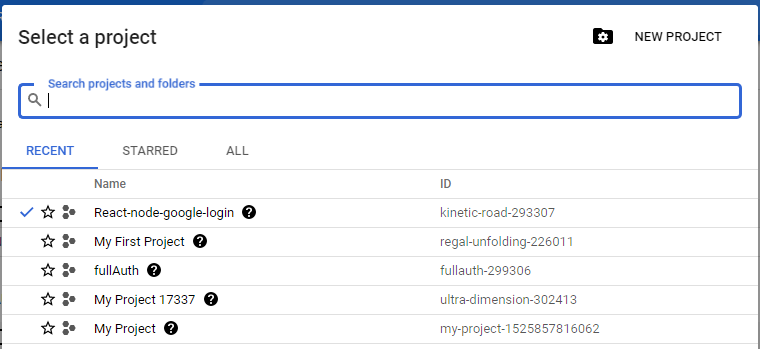 Select a project
NEW PROJECT
Search projects and folders
RECENT STARRED ALL
Name ID
React-node-google-login kinetic-road-293307
My First Project regal-unfolding-226011
fullAuth fullauth-299306
My Project 17337 ultra-dimension-302413
My Project my-project-1525857816062